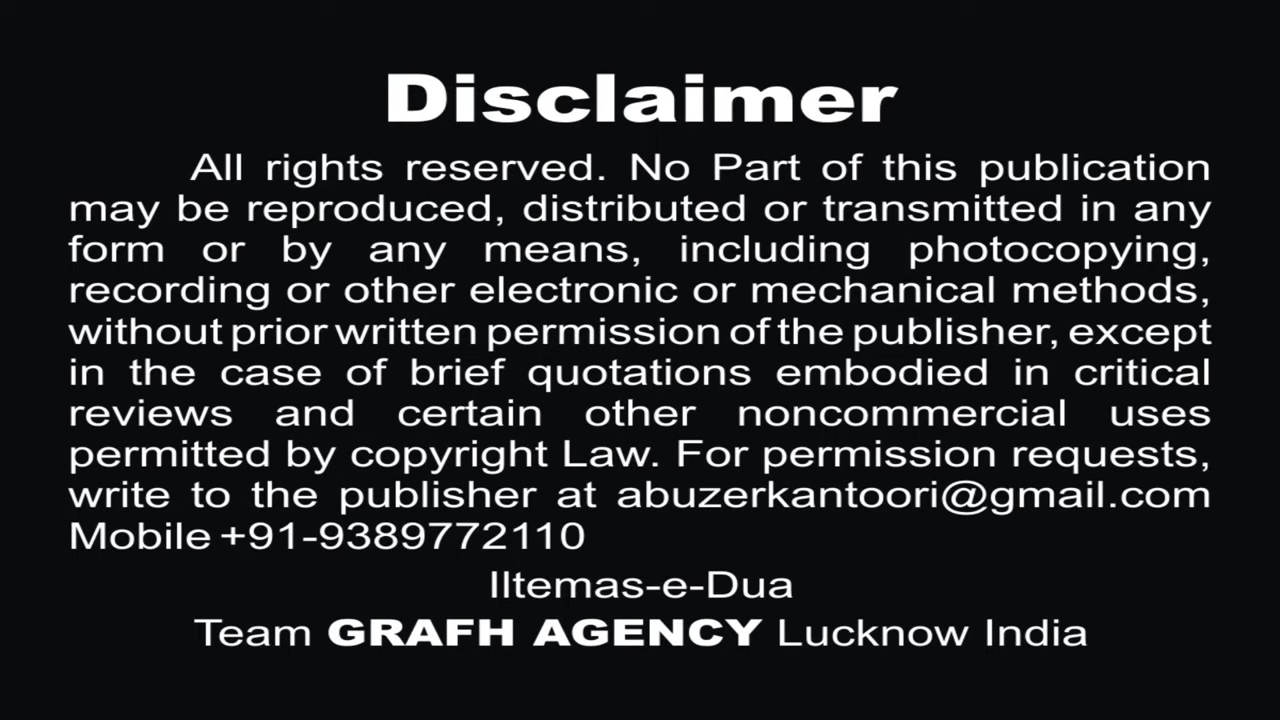 Disclaimer
All rights reserved. No Part of this publication
may be reproduced, distributed or transmitted in any
form or by any means, including photocopying,
recording or other electronic or mechanical methods,
without prior written permission of the publisher, except
in the case of brief quotations embodied in critical
reviews and certain other noncommercial uses
permitted by copyright Law. For permission requests,
write to the publisher at abuzerkantoori@gmail.com
Mobile +91-9389772110
IItemas-e-Dua
Team GRAFH AGENCY Lucknow India